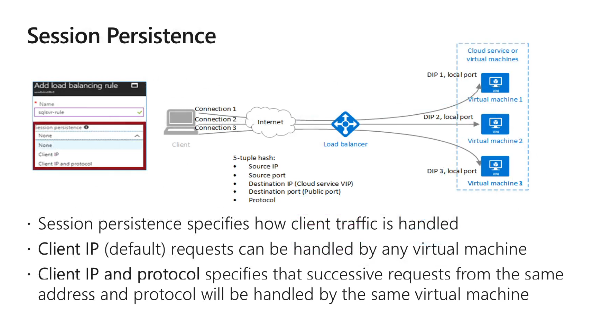 Session Persistence
Add load balancing rule
* Name
sqlvm-rule
Session persistence
None
None
Client IP
Client IP and protocol
Connection 1
Connection 2
Connection 3
Client
Internet
Load balancer
5-tuple hash:
• Source IP
• Source port
• Destination IP (Cloud service VIP)
• Destination port (Public port)
• Protocol
Cloud service or
virtual machines
DIP 1, local port
Virtual machine 1
DIP 2, local port
Virtual machine 2
DIP 3, local port
Virtual machine 3
· Session persistence specifies how client traffic is handled
· Client IP (default) requests can be handled by any virtual machine
· Client IP and protocol specifies that successive requests from the same
address and protocol will be handled by the same virtual machine